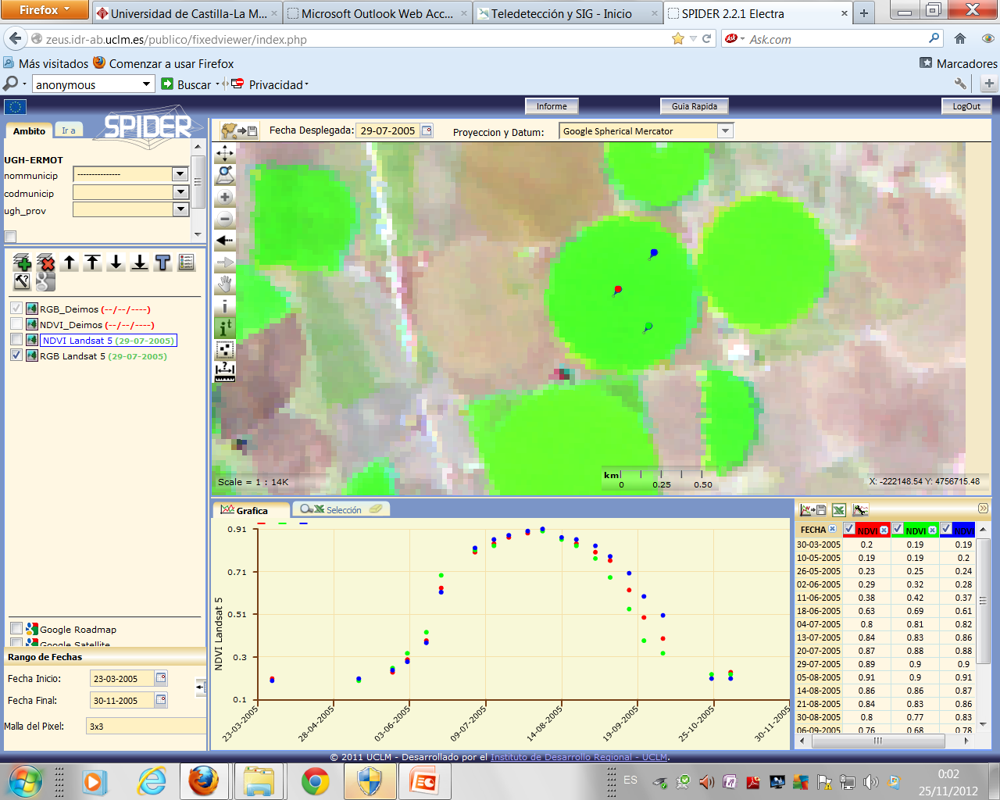 Firefox
Universidad de Castilla-La M...
Microsoft Outlook Web Acc...
Teledetección y SIG - Inicio
SPIDER 2.2.1 Electra
zeus.idr-ab.uclm.es/publico/fixedviewer/index.php
Ask.com
Más visitados
Comenzar a usar Firefox
Marcadores
anonymous
Buscar
Privacidad
Informe
Guia Rapida
LogOut
Ambito
Ir a
SPIDER
Fecha Desplegada: 29-07-2005
Proyeccion y Datum: Google Spherical Mercator
UGH-ERMOT
nommunicip ---------------
codmunicip
ugh_prov
RGB_Deimos (--/--/----)
NDVI_Deimos (--/--/----)
NDVI Landsat 5 (29-07-2005)
RGB Landsat 5 (29-07-2005)
Google Roadmap
Google Satellite
Rango de Fechas
Fecha Inicio: 23-03-2005
Fecha Final: 30-11-2005
Malla del Pixel: 3x3
Scale = 1 : 14K
km
0 0.25 0.50
X: -222148.54 Y: 4756715.48
Grafica
Selección
NDVI Landsat 5
0.91
0.71
0.51
0.3
0.1
23-03-2005
28-04-2005
03-06-2005
09-07-2005
14-08-2005
19-09-2005
25-10-2005
30-11-2005
FECHA NDVI NDVI NDV
30-03-2005 0.2 0.19 0.19
10-05-2005 0.19 0.19 0.2
26-05-2005 0.23 0.25 0.24
02-06-2005 0.29 0.32 0.28
11-06-2005 0.38 0.42 0.37
18-06-2005 0.63 0.69 0.61
04-07-2005 0.8 0.81 0.82
13-07-2005 0.84 0.83 0.86
20-07-2005 0.87 0.88 0.88
29-07-2005 0.89 0.9 0.9
05-08-2005 0.91 0.9 0.91
14-08-2005 0.86 0.86 0.87
21-08-2005 0.84 0.83 0.86
30-08-2005 0.8 0.77 0.83
06-09-2005 0.76 0.68 0.78
© 2011 UCLM - Desarrollado por el Instituto de Desarrollo Regional - UCLM.
ES
0:02
25/11/2012